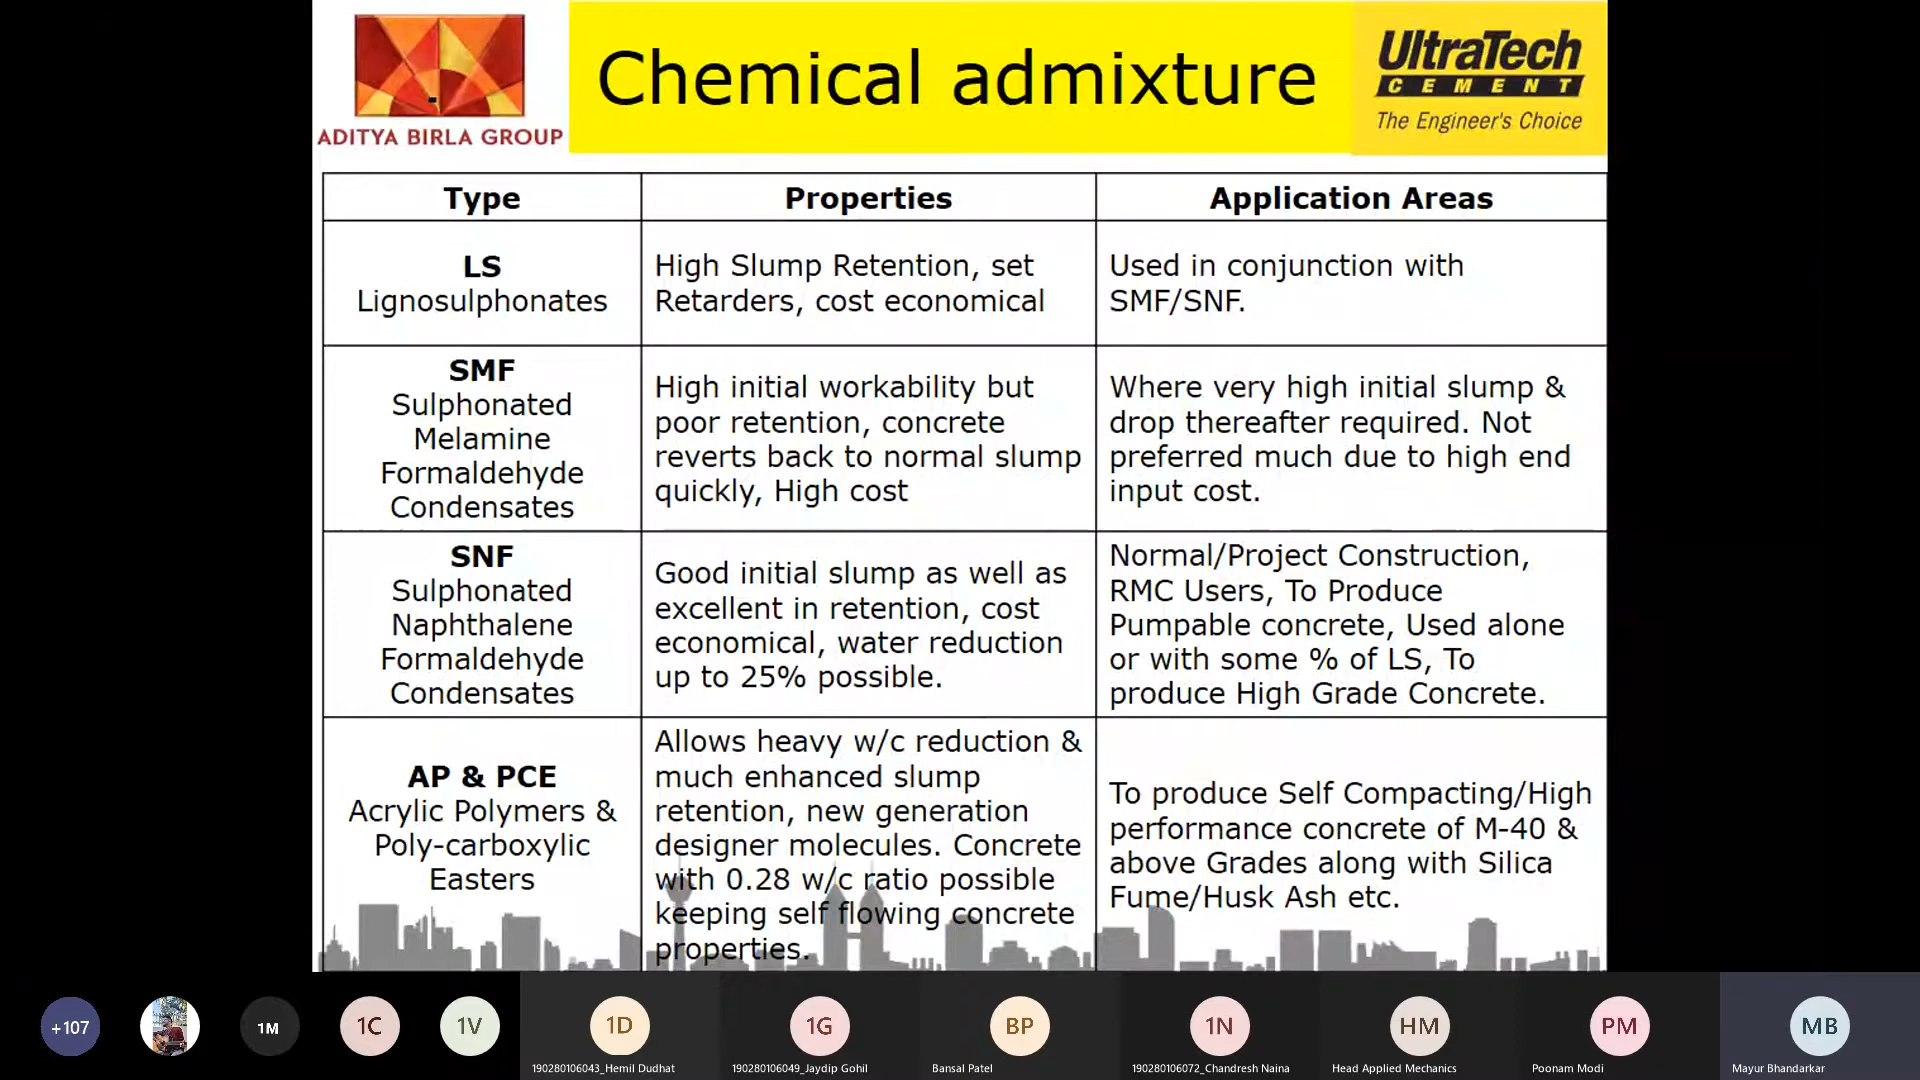 ADITYA BIRLA GROUP
Chemical admixture
UltraTech
CEMENT
The Engineer's Choice
Type
Properties
Application Areas
LS
Lignosulphonates
High Slump Retention, set
Retarders, cost economical
Used in conjunction with
SMF/SNF.
SMF
Sulphonated
Melamine
Formaldehyde
Condensates
High initial workability but
poor retention, concrete
reverts back to normal slump
quickly, High cost
Where very high initial slump &
drop thereafter required. Not
preferred much due to high end
input cost.
SNF
Sulphonated
Naphthalene
Formaldehyde
Condensates
Good initial slump as well as
excellent in retention, cost
economical, water reduction
up to 25% possible.
Normal/Project Construction,
RMC Users, To Produce
Pumpable concrete, Used alone
or with some % of LS, To
produce High Grade Concrete.
AP & PCE
Acrylic Polymers &
Poly-carboxylic
Easters
Allows heavy w/c reduction &
much enhanced slump
retention, new generation
designer molecules. Concrete
with 0.28 w/c ratio possible
keeping self flowing concrete
properties.
To produce Self Compacting/High
performance concrete of M-40 &
above Grades along with Silica
Fume/Husk Ash etc.
+107
1M
1C
1V
1D
190280106043_Hemil Dudhat
1G
190280106049_Jaydip Gohil
BP
Bansal Patel
1N
190280106072_Chandresh Naina
HM
Head Applied Mechanics
PM
Poonam Modi
MB
Mayur Bhandarkar